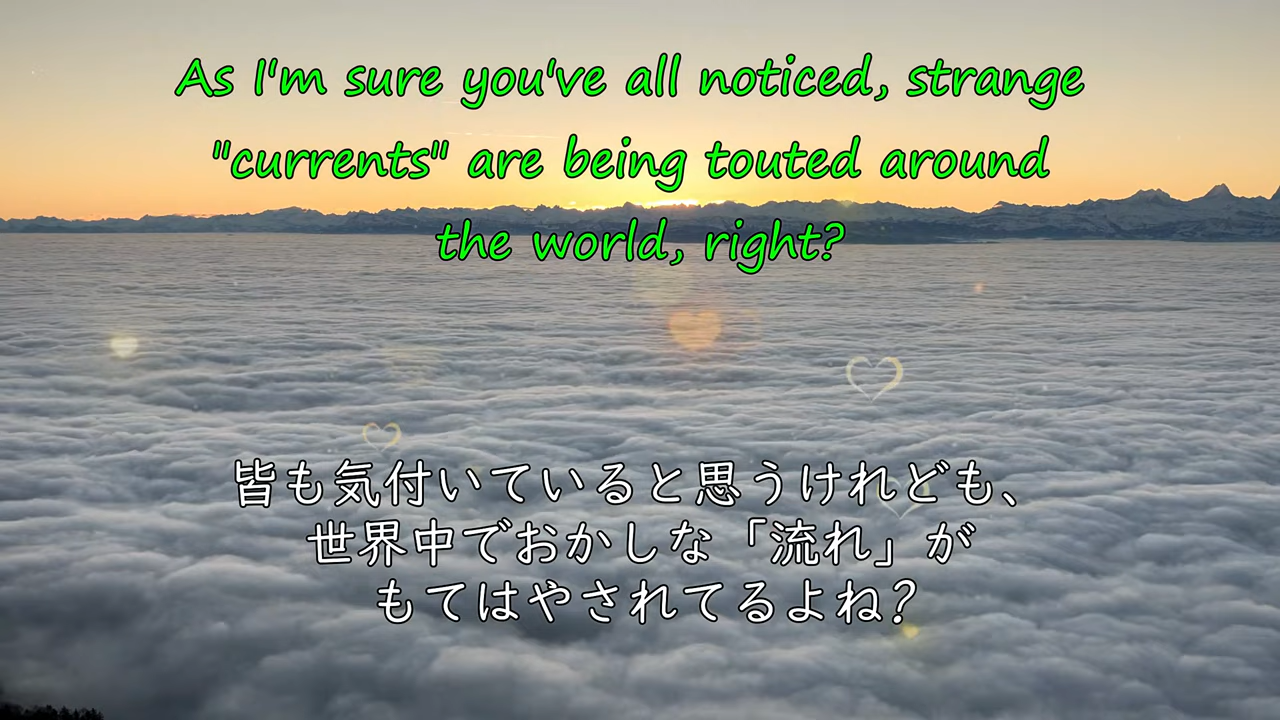 As I'm sure you've all noticed, strange
"currents" are being touted around
the world, right?
皆も気付いていると思うけれども、
世界中でおかしな「流れ」が
もてはやされてるよね?